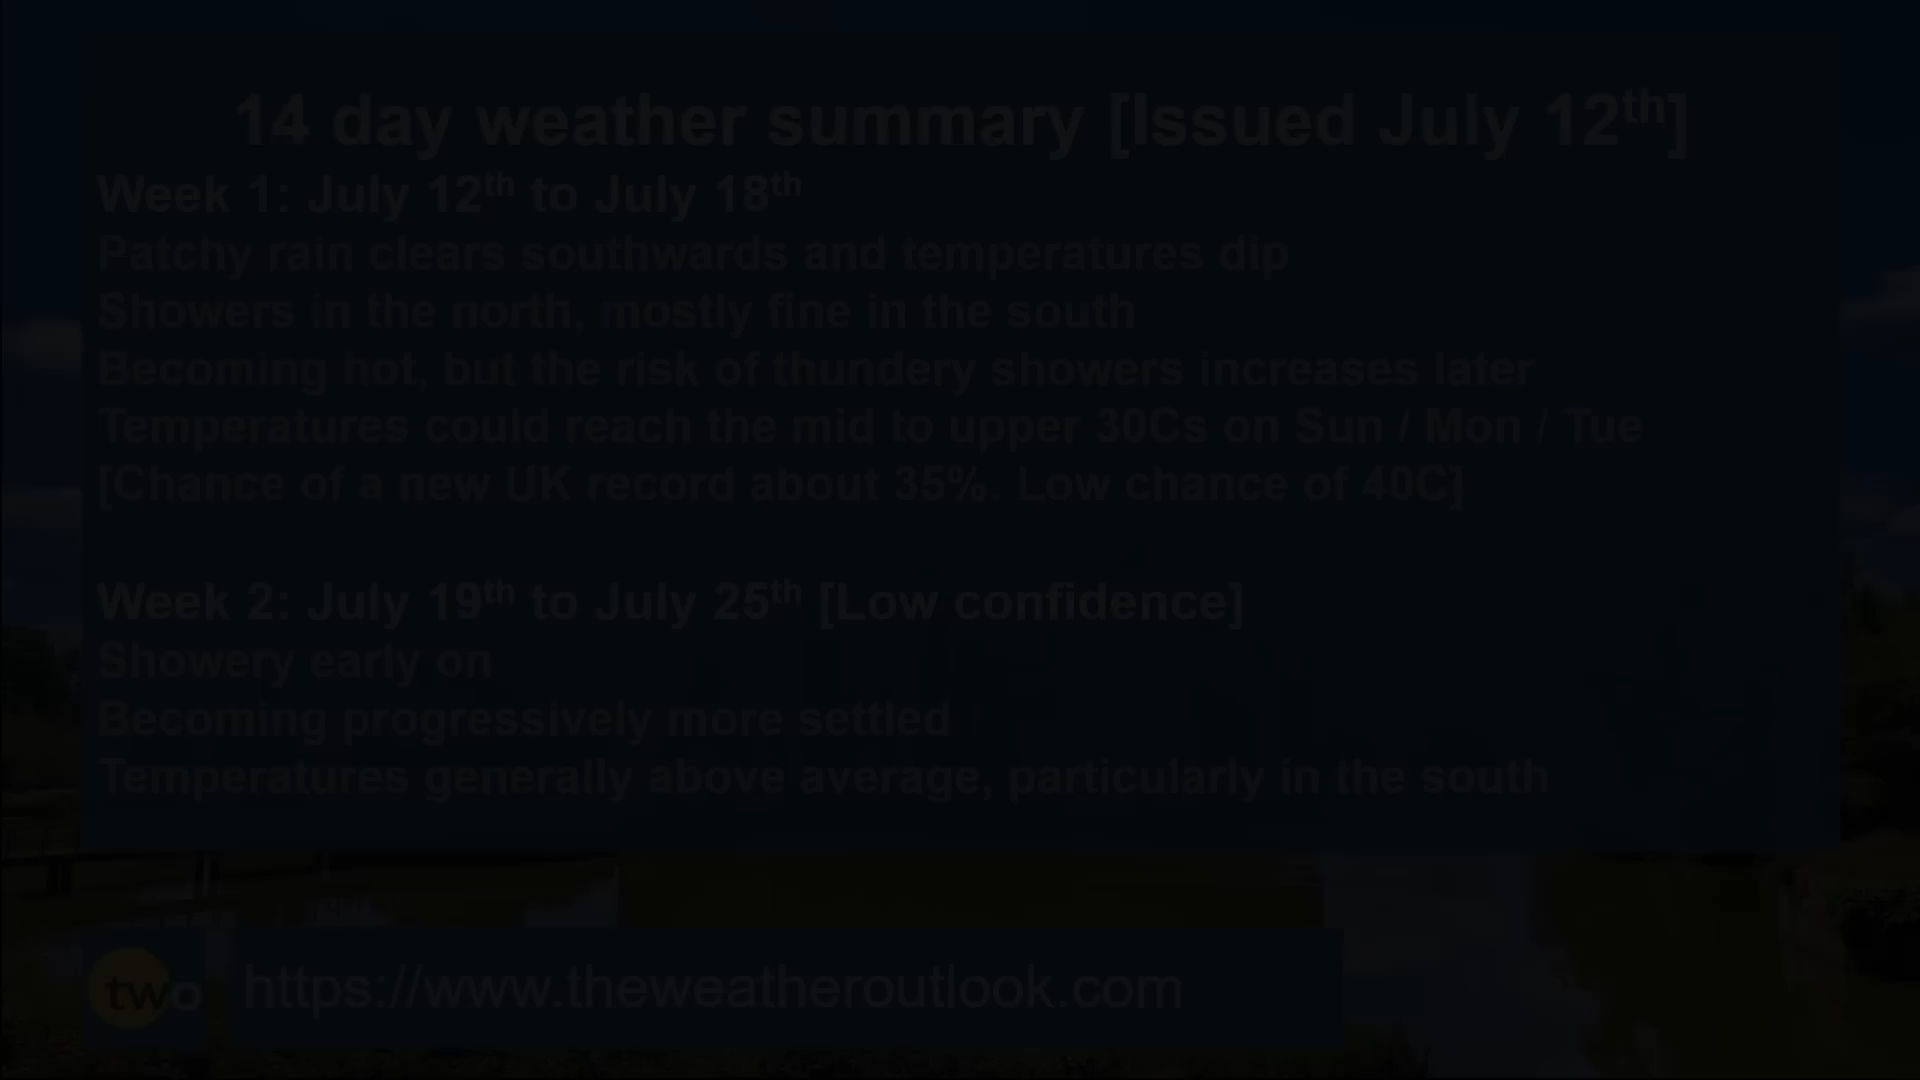 14 day weather summary [Issued July 12th]
Week 1: July 12th to July 18th
Patchy rain clears southwards and temperatures dip
Showers in the north, mostly fine in the south
Becoming hot, but the risk of thundery showers increases later
Temperatures could reach the mid to upper 30Cs on Sun / Mon / Tue
[Chance of a new UK record about 35%. Low chance of 40C]
Week 2: July 19th to July 25th [Low confidence]
Showery early on
Becoming progressively more settled
Temperatures generally above average, particularly in the south
two
https://www.theweatheroutlook.com